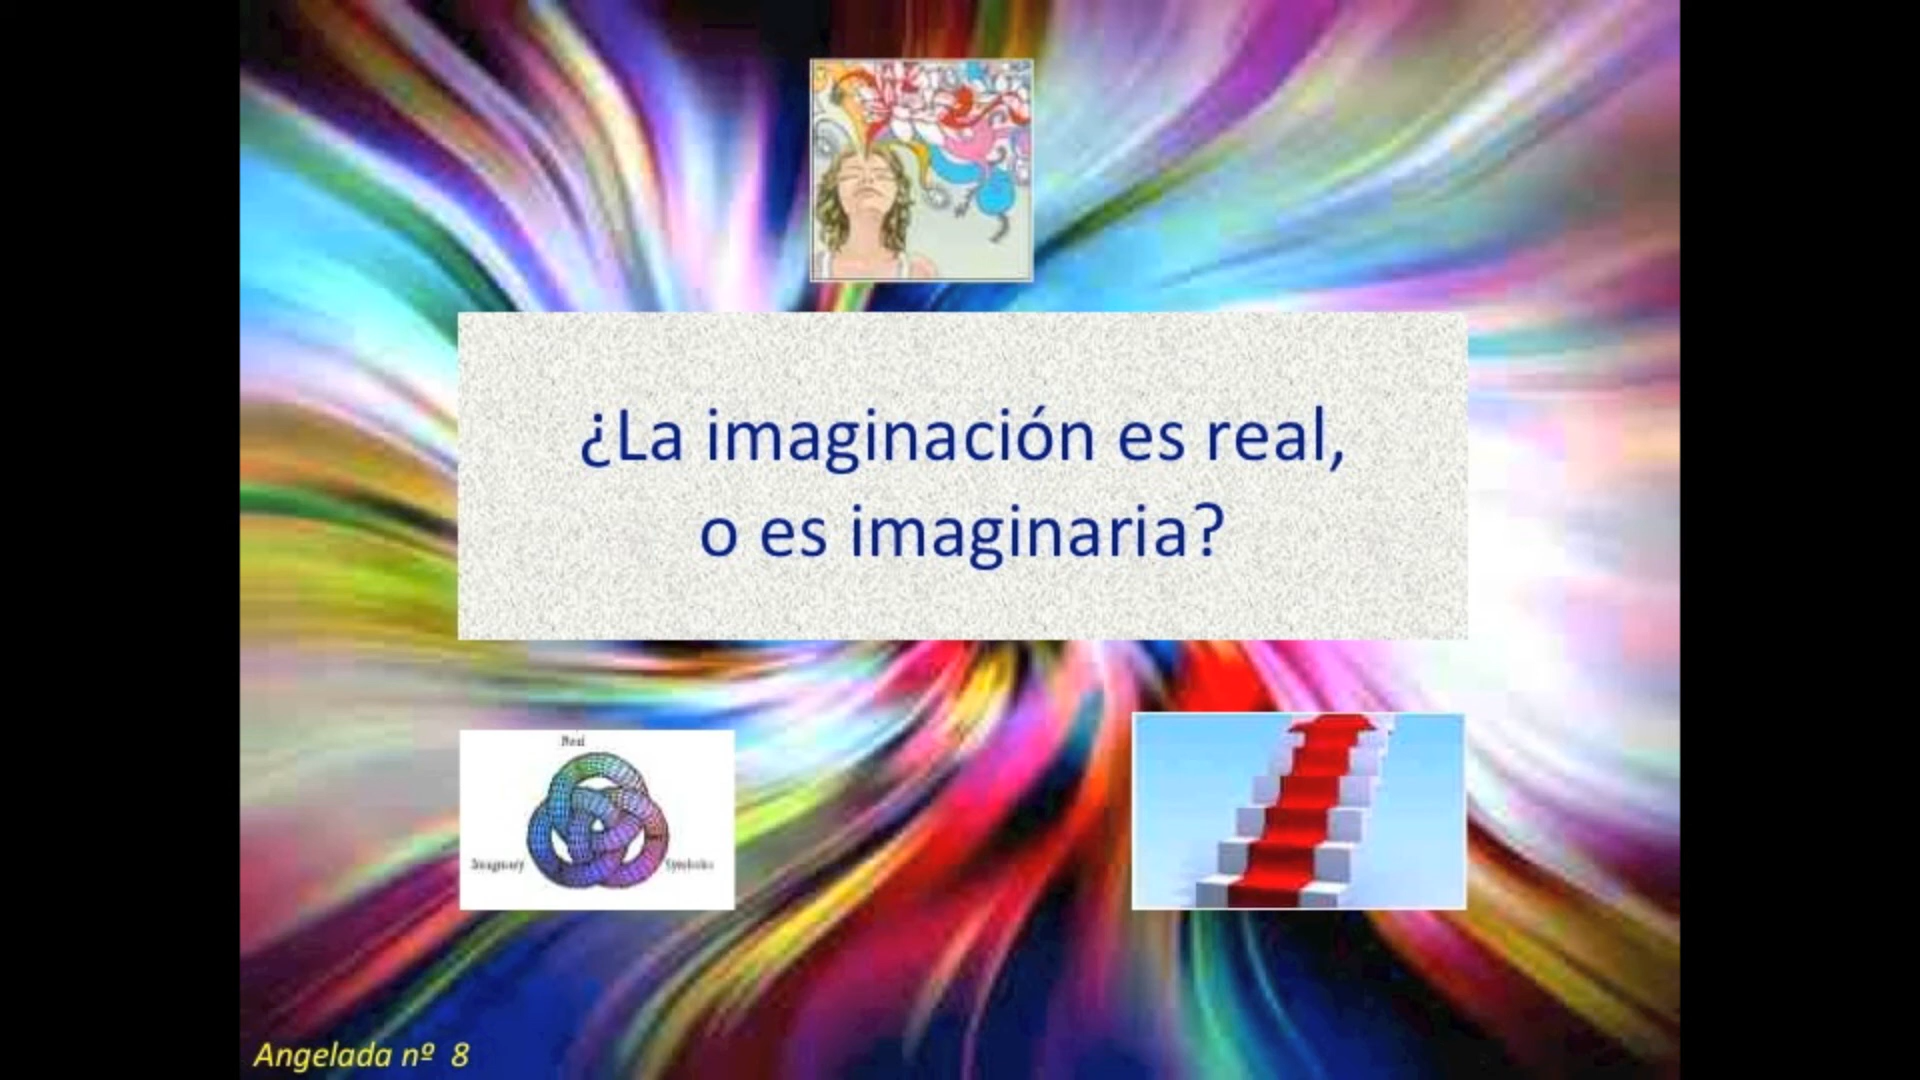 ¿La imaginación es real,
o es imaginaria?
Real
Imaginary
Symbolic
Angelada nº 8